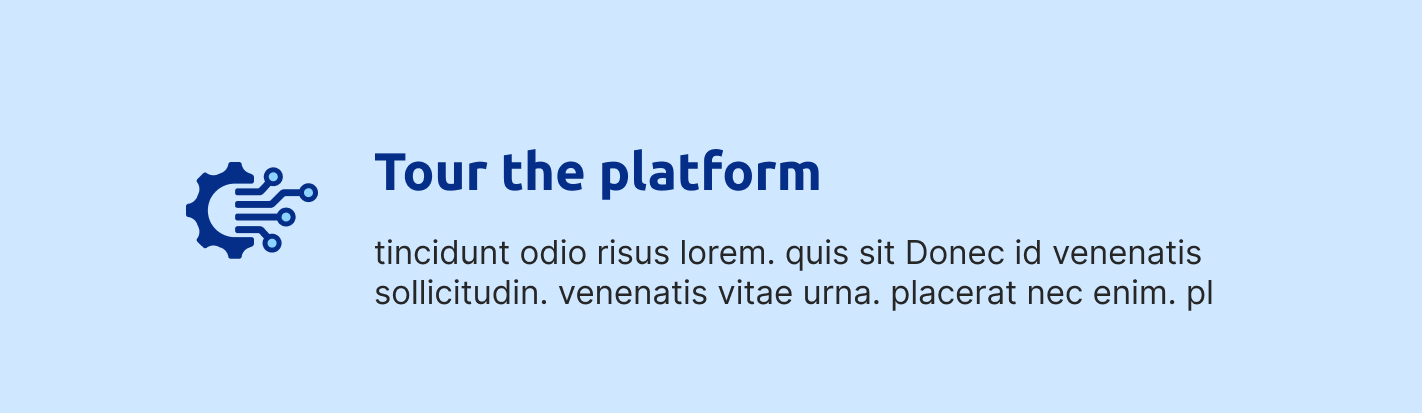 Tour the platform
tincidunt odio risus lorem. quis sit Donec id venenatis
sollicitudin. venenatis vitae urna. placerat nec enim. pl